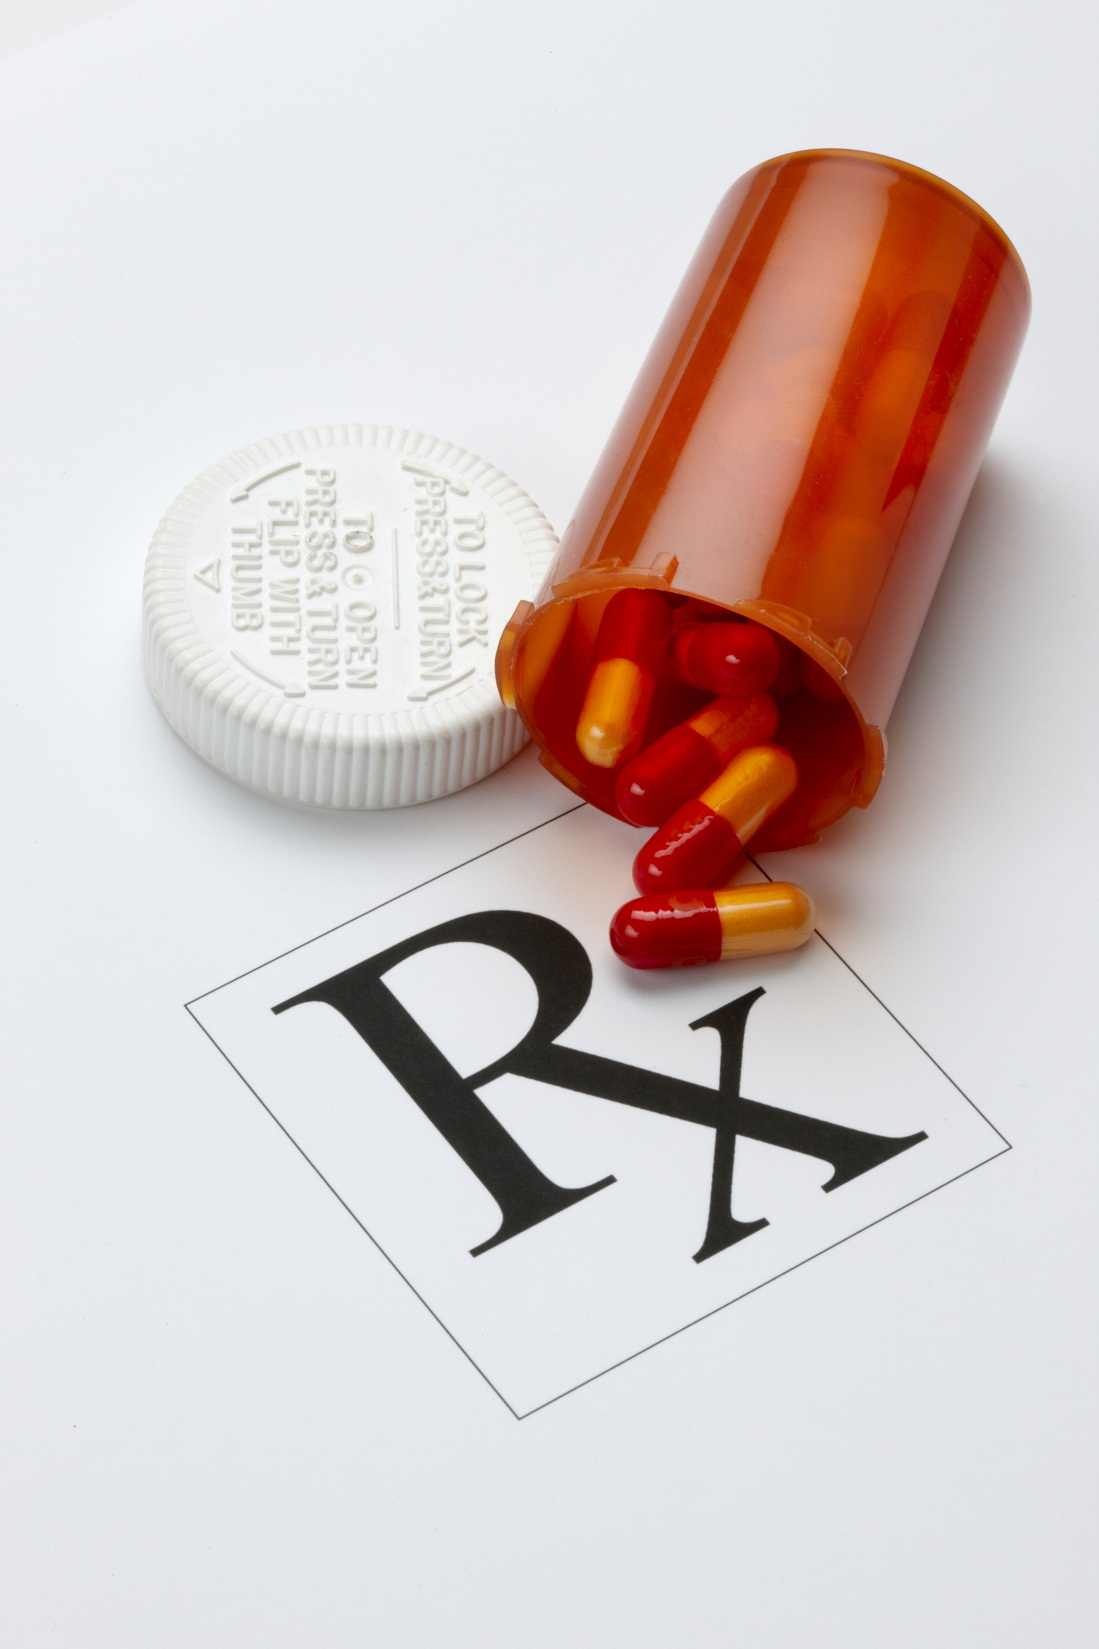 TO LOCK
PRESS & TURN
TO OPEN
PRESS & TURN
FLIP WITH
THUMB
Rx